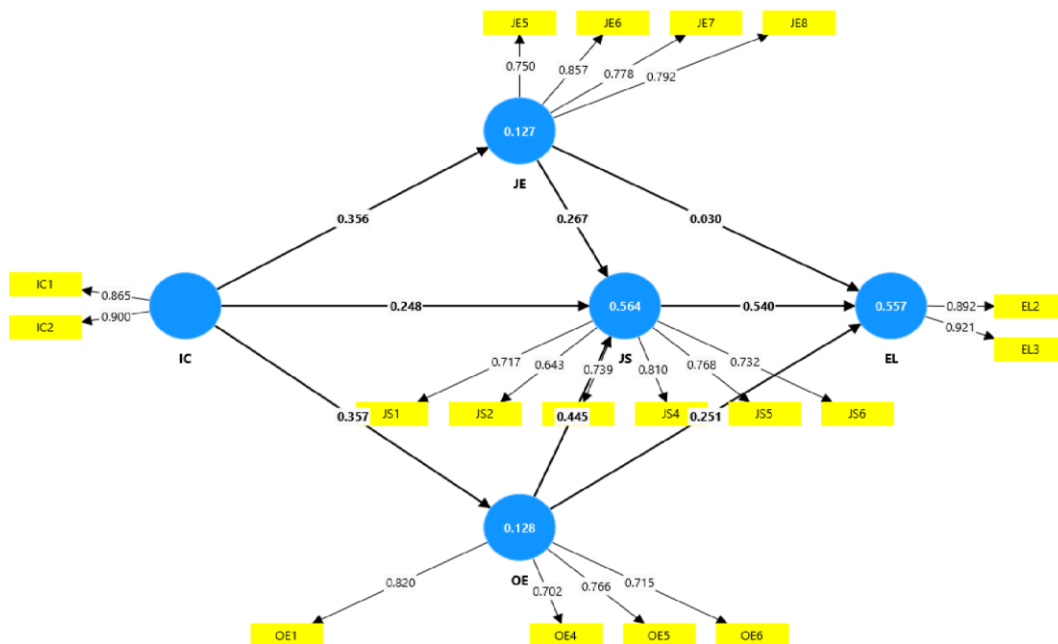 JE5 JE6 JE7 JE8
0.750 0.857 0.778 0.792
0.127
JE
0.356 0.267 0.030
IC1 0.865
IC2 0.900
IC
0.248
0.564
JS
0.540
0.557
EL
0.892 EL2
0.921 EL3
0.717 0.643 0.739 0.810 0.768 0.732
JS1 JS2 JS4 JS5 JS6
0.357 0.445 0.251
0.128
OE
0.820 0.702 0.766 0.715
OE1 OE4 OE5 OE6